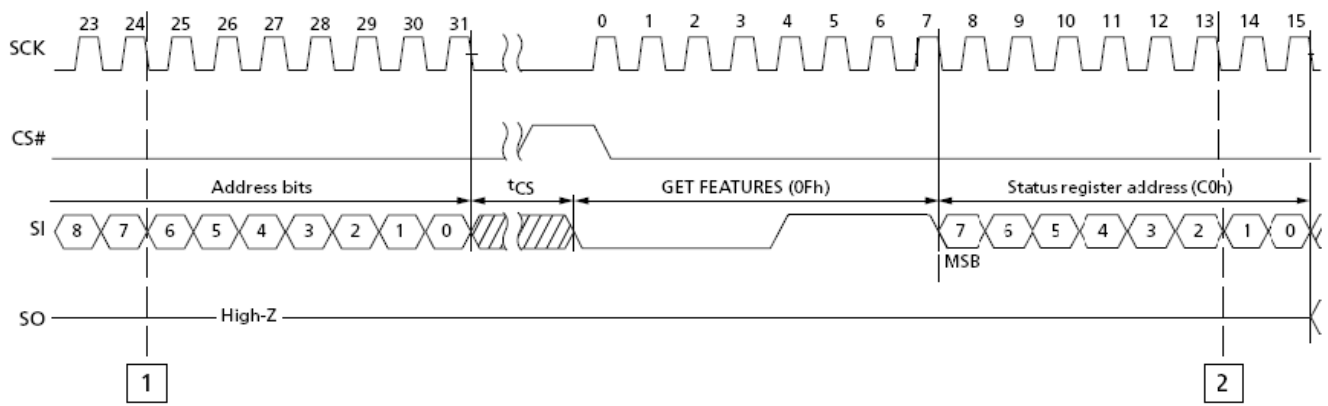 23 24 25 26 27 28 29 30 31 0 1 2 3 4 5 6 7 8 9 10 11 12 13 14 15
SCK
CS#
Address bits tCS GET FEATURES (0Fh) Status register address (C0h)
SI 8 7 6 5 4 3 2 1 0 7 6 5 4 3 2 1 0
MSB
SO High-Z
1 2